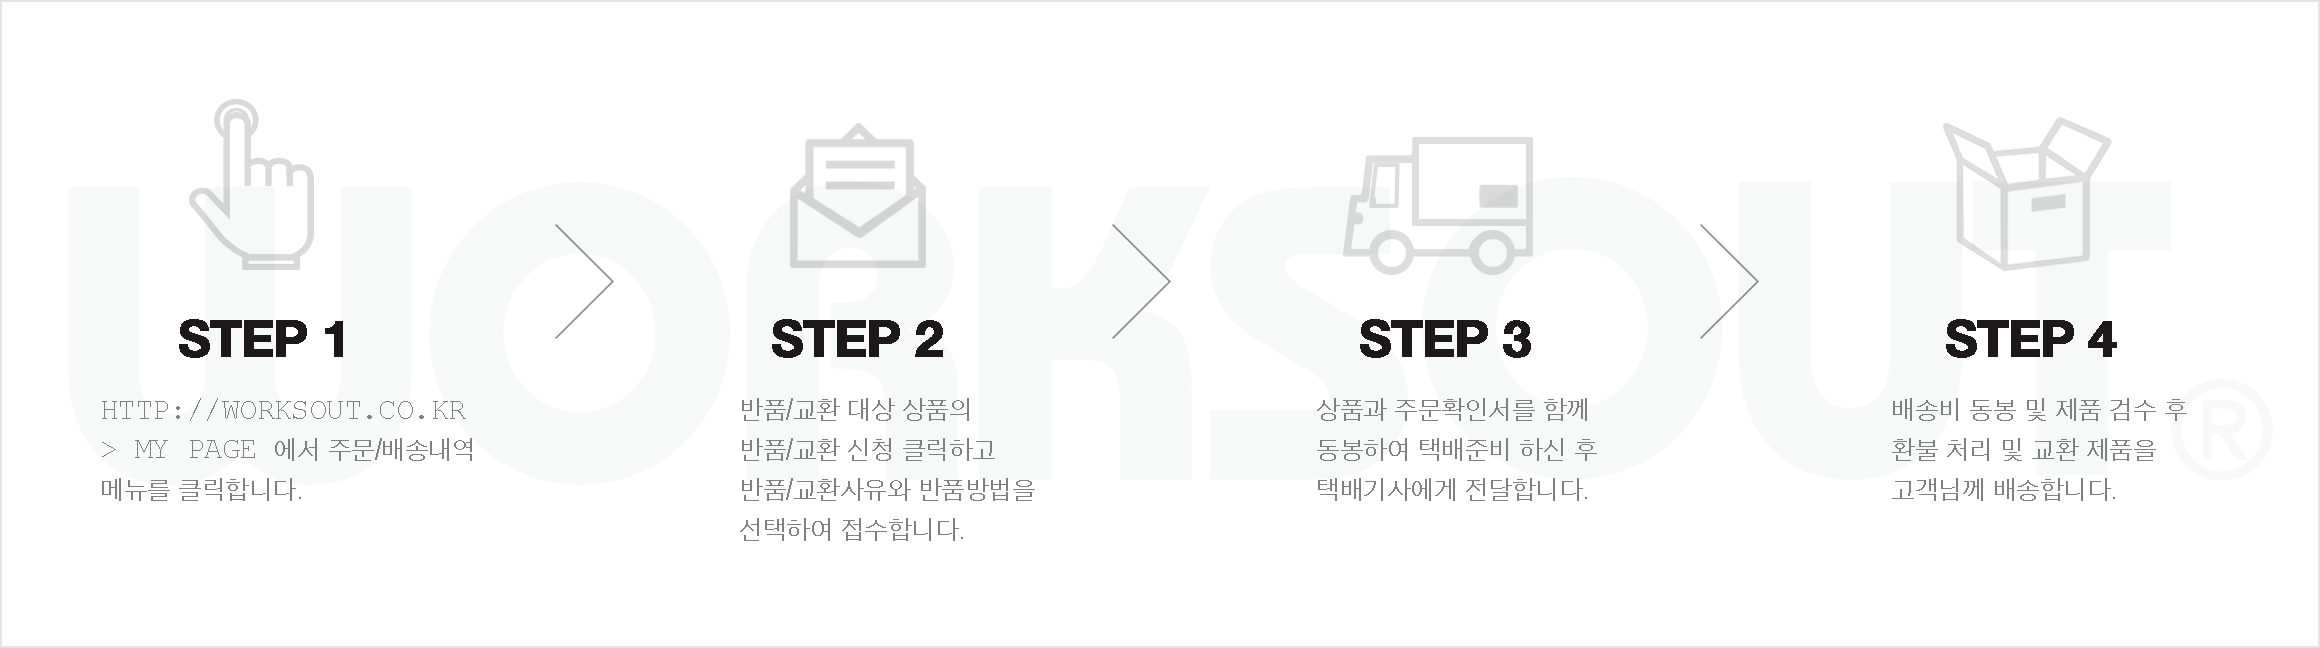 WORKSOUT®
STEP 1
HTTP://WORKSOUT.CO.KR
> MY PAGE 에서 주문/배송내역
메뉴를 클릭합니다.
STEP 2
반품/교환 대상 상품의
반품/교환 신청 클릭하고
반품/교환사유와 반품방법을
선택하여 접수합니다.
STEP 3
상품과 주문확인서를 함께
동봉하여 택배준비 하신 후
택배기사에게 전달합니다.
STEP 4
배송비 동봉 및 제품 검수 후
환불 처리 및 교환 제품을
고객님께 배송합니다.